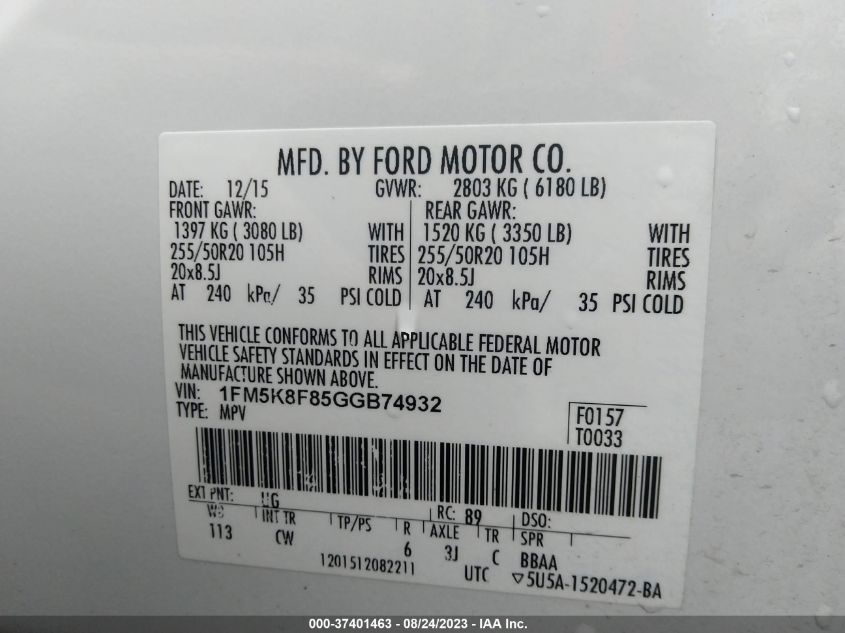 MFD. BY FORD MOTOR CO.
DATE: 12/15 GVWR: 2803 KG ( 6180 LB)
FRONT GAWR: REAR GAWR:
1397 KG ( 3080 LB) WITH 1520 KG ( 3350 LB) WITH
255/50R20 105H TIRES 255/50R20 105H TIRES
20x8.5J RIMS 20x8.5J RIMS
AT 240 kPa/ 35 PSI COLD AT 240 kPa/ 35 PSI COLD
THIS VEHICLE CONFORMS TO ALL APPLICABLE FEDERAL MOTOR
VEHICLE SAFETY STANDARDS IN EFFECT ON THE DATE OF
MANUFACTURE SHOWN ABOVE.
VIN: 1FM5K8F85GGB74932
TYPE: MPV
F0157
T0033
EXT PNT: RC: 89 DSO:
WB INT TR TP/PS R AXLE TR SPR
113 CW 6 3J C BBAA
1201512082211 UTC ▽5U5A-1520472-BA
000-37401463 - 08/24/2023 - © IAA Inc.